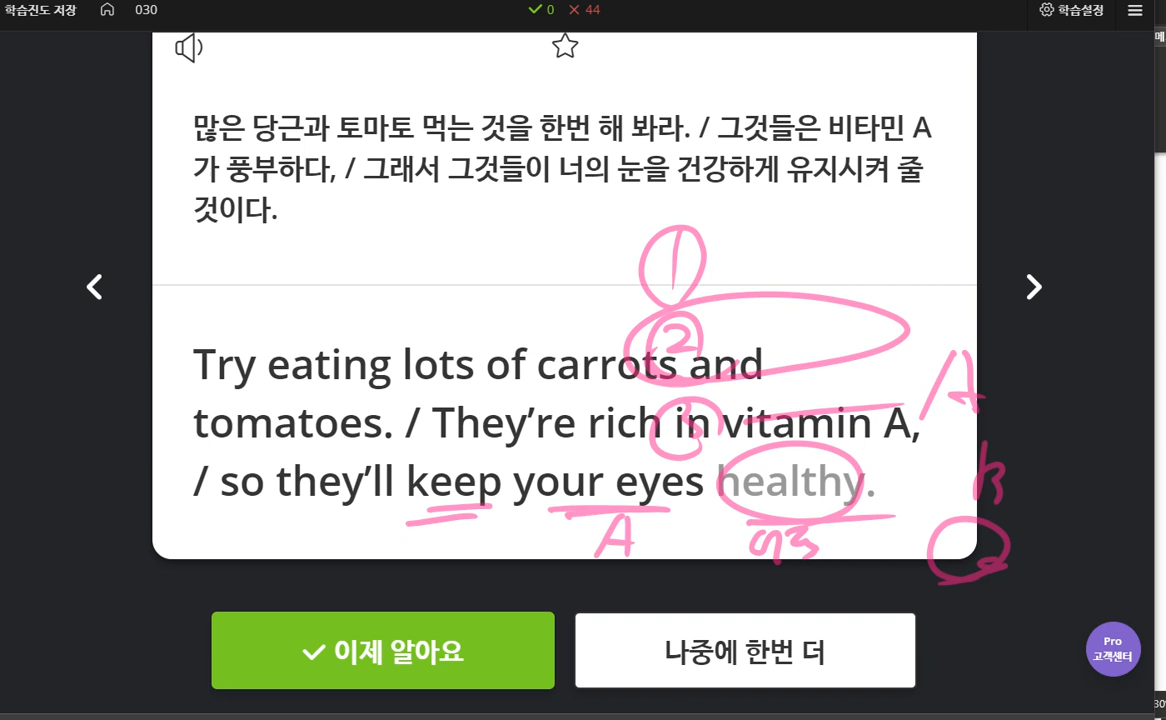 학습진도 저장 030 0 44 학습설정
많은 당근과 토마토 먹는 것을 한번 해 봐라. / 그것들은 비타민 A
가 풍부하다, / 그래서 그것들이 너의 눈을 건강하게 유지시켜 줄
것이다.
1
2
Try eating lots of carrots and
A
tomatoes. / They’re rich in vitamin A,
3
/ so they’ll keep your eyes healthy.
A
이제 알아요
나중에 한번 더
Pro
고객센터